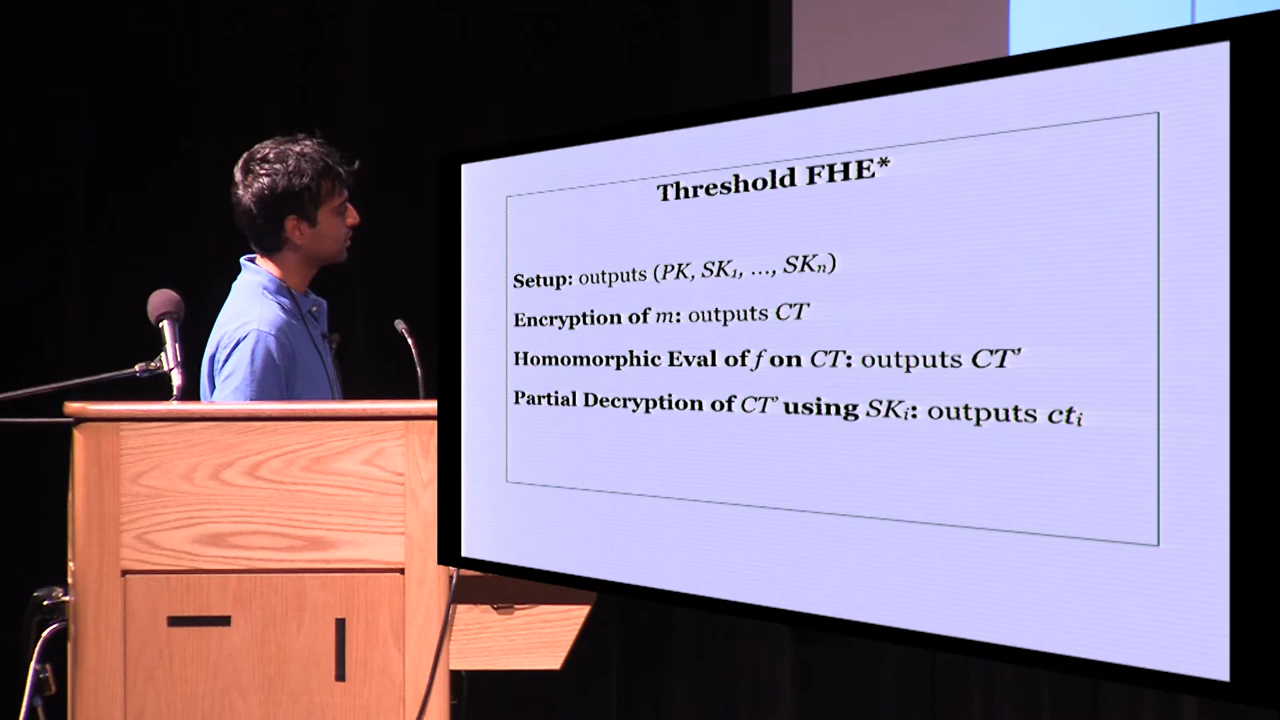 Threshold FHE*
Setup: outputs (PK, SK₁, ..., SKₙ)
Encryption of m: outputs CT
Homomorphic Eval of f on CT: outputs CT'
Partial Decryption of CT' using SKᵢ: outputs ctᵢ